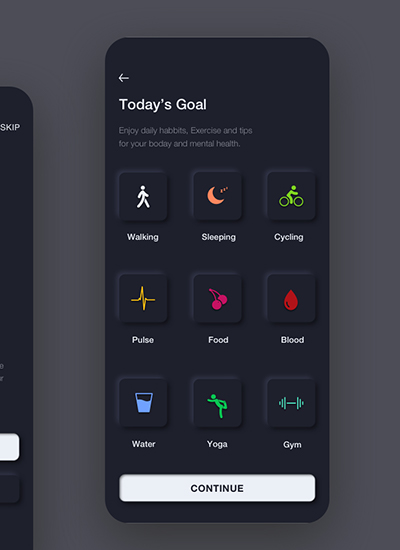 SKIP
Today's Goal
Enjoy daily habbits, Exercise and tips
for your boday and mental health.
Walking
Sleeping
Cycling
Pulse
Food
Blood
Water
Yoga
Gym
CONTINUE